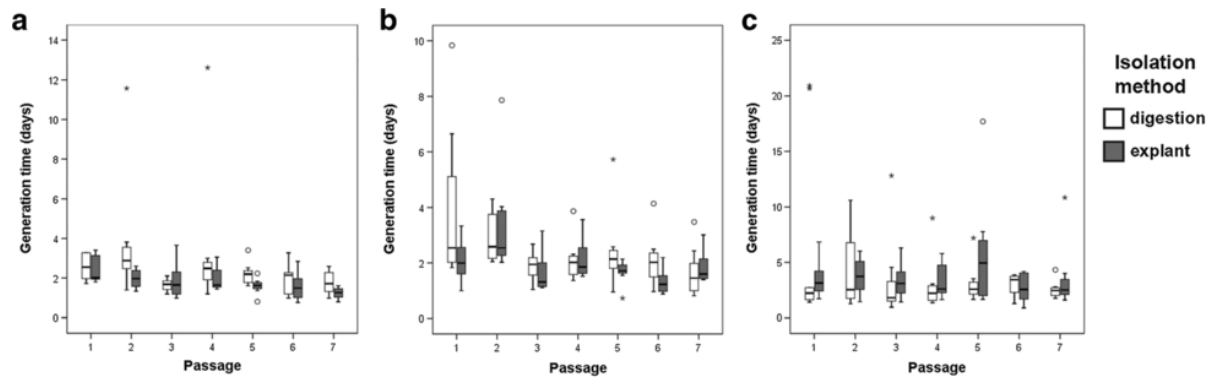 a
Generation time (days)
14
12
10
8
6
4
2
0
1 2 3 4 5 6 7
Passage
b
Generation time (days)
10
8
6
4
2
0
1 2 3 4 5 6 7
Passage
c
Generation time (days)
25
20
15
10
5
0
1 2 3 4 5 6 7
Passage
Isolation
method
digestion
explant